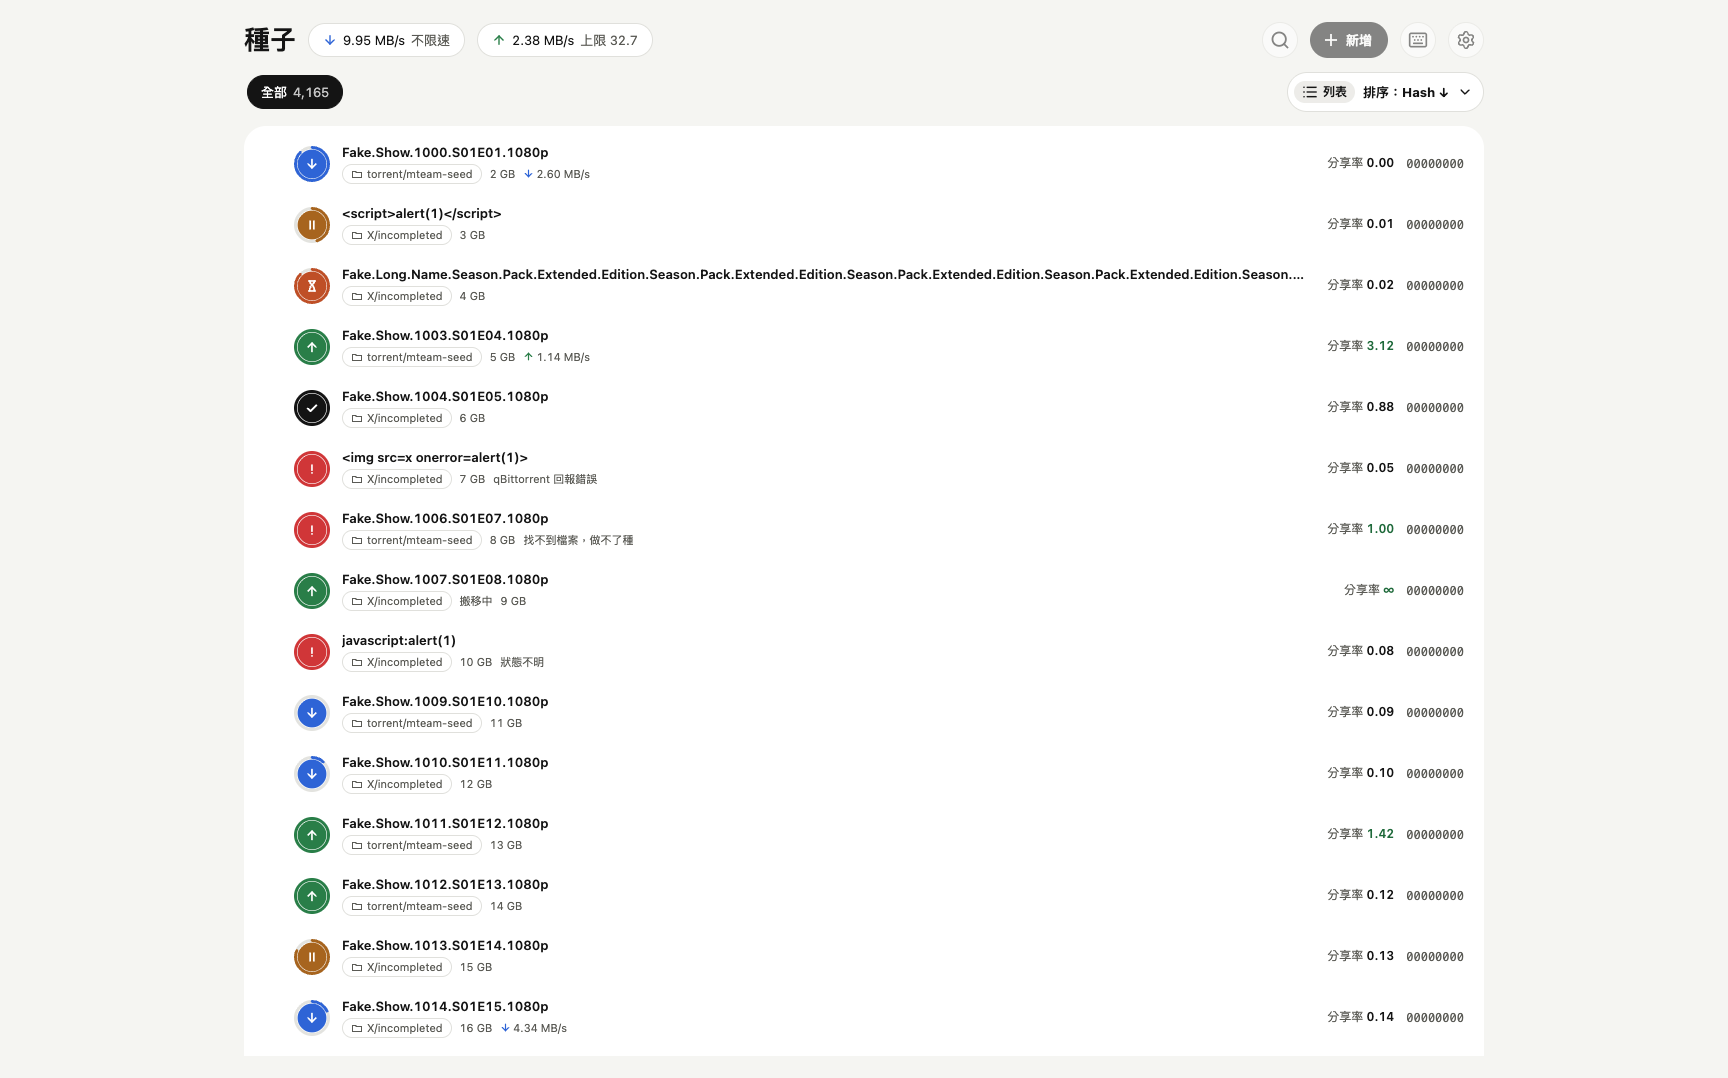 種子 9.95 MB/s 不限速 2.38 MB/s 上限 32.7 新增
全部 4,165 列表 排序：Hash ↓
Fake.Show.1000.S01E01.1080p
torrent/mteam-seed 2 GB ↓ 2.60 MB/s 分享率 0.00 00000000
<script>alert(1)</script>
X/incompleted 3 GB 分享率 0.01 00000000
Fake.Long.Name.Season.Pack.Extended.Edition.Season.Pack.Extended.Edition.Season.Pack.Extended.Edition.Season.Pack.Extended.Edition.Season....
X/incompleted 4 GB 分享率 0.02 00000000
Fake.Show.1003.S01E04.1080p
torrent/mteam-seed 5 GB ↑ 1.14 MB/s 分享率 3.12 00000000
Fake.Show.1004.S01E05.1080p
X/incompleted 6 GB 分享率 0.88 00000000
<img src=x onerror=alert(1)>
X/incompleted 7 GB qBittorrent 回報錯誤 分享率 0.05 00000000
Fake.Show.1006.S01E07.1080p
torrent/mteam-seed 8 GB 找不到檔案，做不了種 分享率 1.00 00000000
Fake.Show.1007.S01E08.1080p
X/incompleted 搬移中 9 GB 分享率 ∞ 00000000
javascript:alert(1)
X/incompleted 10 GB 狀態不明 分享率 0.08 00000000
Fake.Show.1009.S01E10.1080p
torrent/mteam-seed 11 GB 分享率 0.09 00000000
Fake.Show.1010.S01E11.1080p
X/incompleted 12 GB 分享率 0.10 00000000
Fake.Show.1011.S01E12.1080p
torrent/mteam-seed 13 GB 分享率 1.42 00000000
Fake.Show.1012.S01E13.1080p
torrent/mteam-seed 14 GB 分享率 0.12 00000000
Fake.Show.1013.S01E14.1080p
X/incompleted 15 GB 分享率 0.13 00000000
Fake.Show.1014.S01E15.1080p
X/incompleted 16 GB ↓ 4.34 MB/s 分享率 0.14 00000000